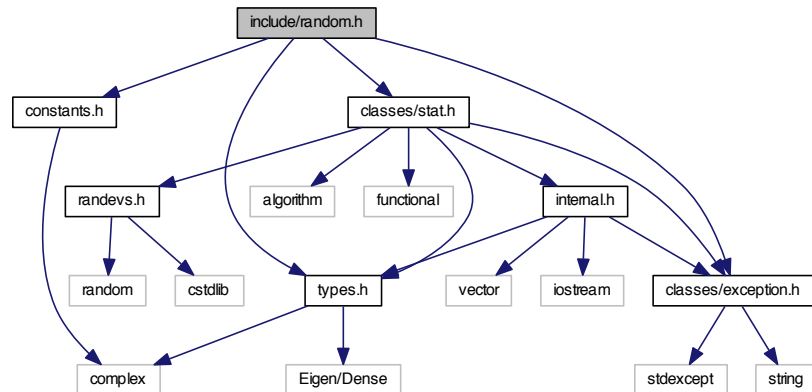 include/random.h
constants.h
classes/stat.h
randevs.h
algorithm
functional
internal.h
random
cstdlib
types.h
vector
iostream
classes/exception.h
complex
Eigen/Dense
stdexcept
string